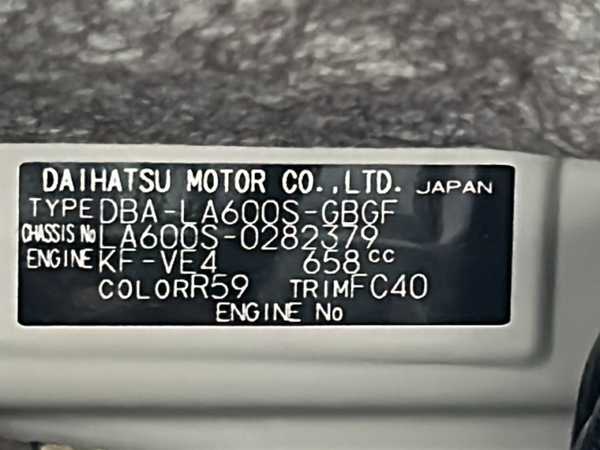 DAIHATSU MOTOR CO.,LTD. JAPAN
TYPE DBA-LA600S-GBGF
CHASSIS No LA600S-0282379
ENGINE KF-VE4 658cc
COLOR R59 TRIM FC40
ENGINE No